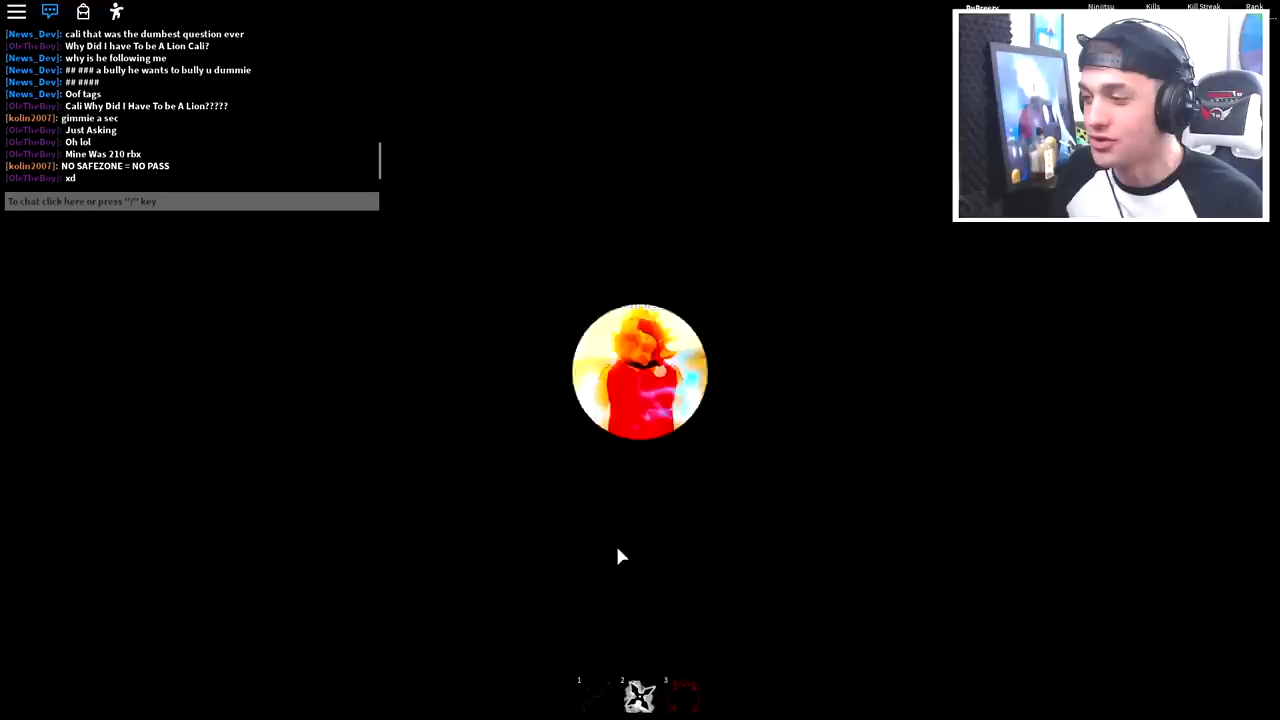 [News_Dev]: cali that was the dumbest question ever
[OleTheBoy]: Why Did I have To be A Lion Cali?
[News_Dev]: why is he following me
[News_Dev]: ## ### a bully he wants to bully u dummie
[News_Dev]: ## ####
[News_Dev]: Oof tags
[OleTheBoy]: Cali Why Did I Have To be A Lion?????
[kolin2007]: gimmie a sec
[OleTheBoy]: Just Asking
[OleTheBoy]: Oh lol
[OleTheBoy]: Mine Was 210 rbx
[kolin2007]: NO SAFEZONE = NO PASS
[OleTheBoy]: xd
To chat click here or press "/" key
Ninjitsu Kills Kill Streak Rank
1 2 3